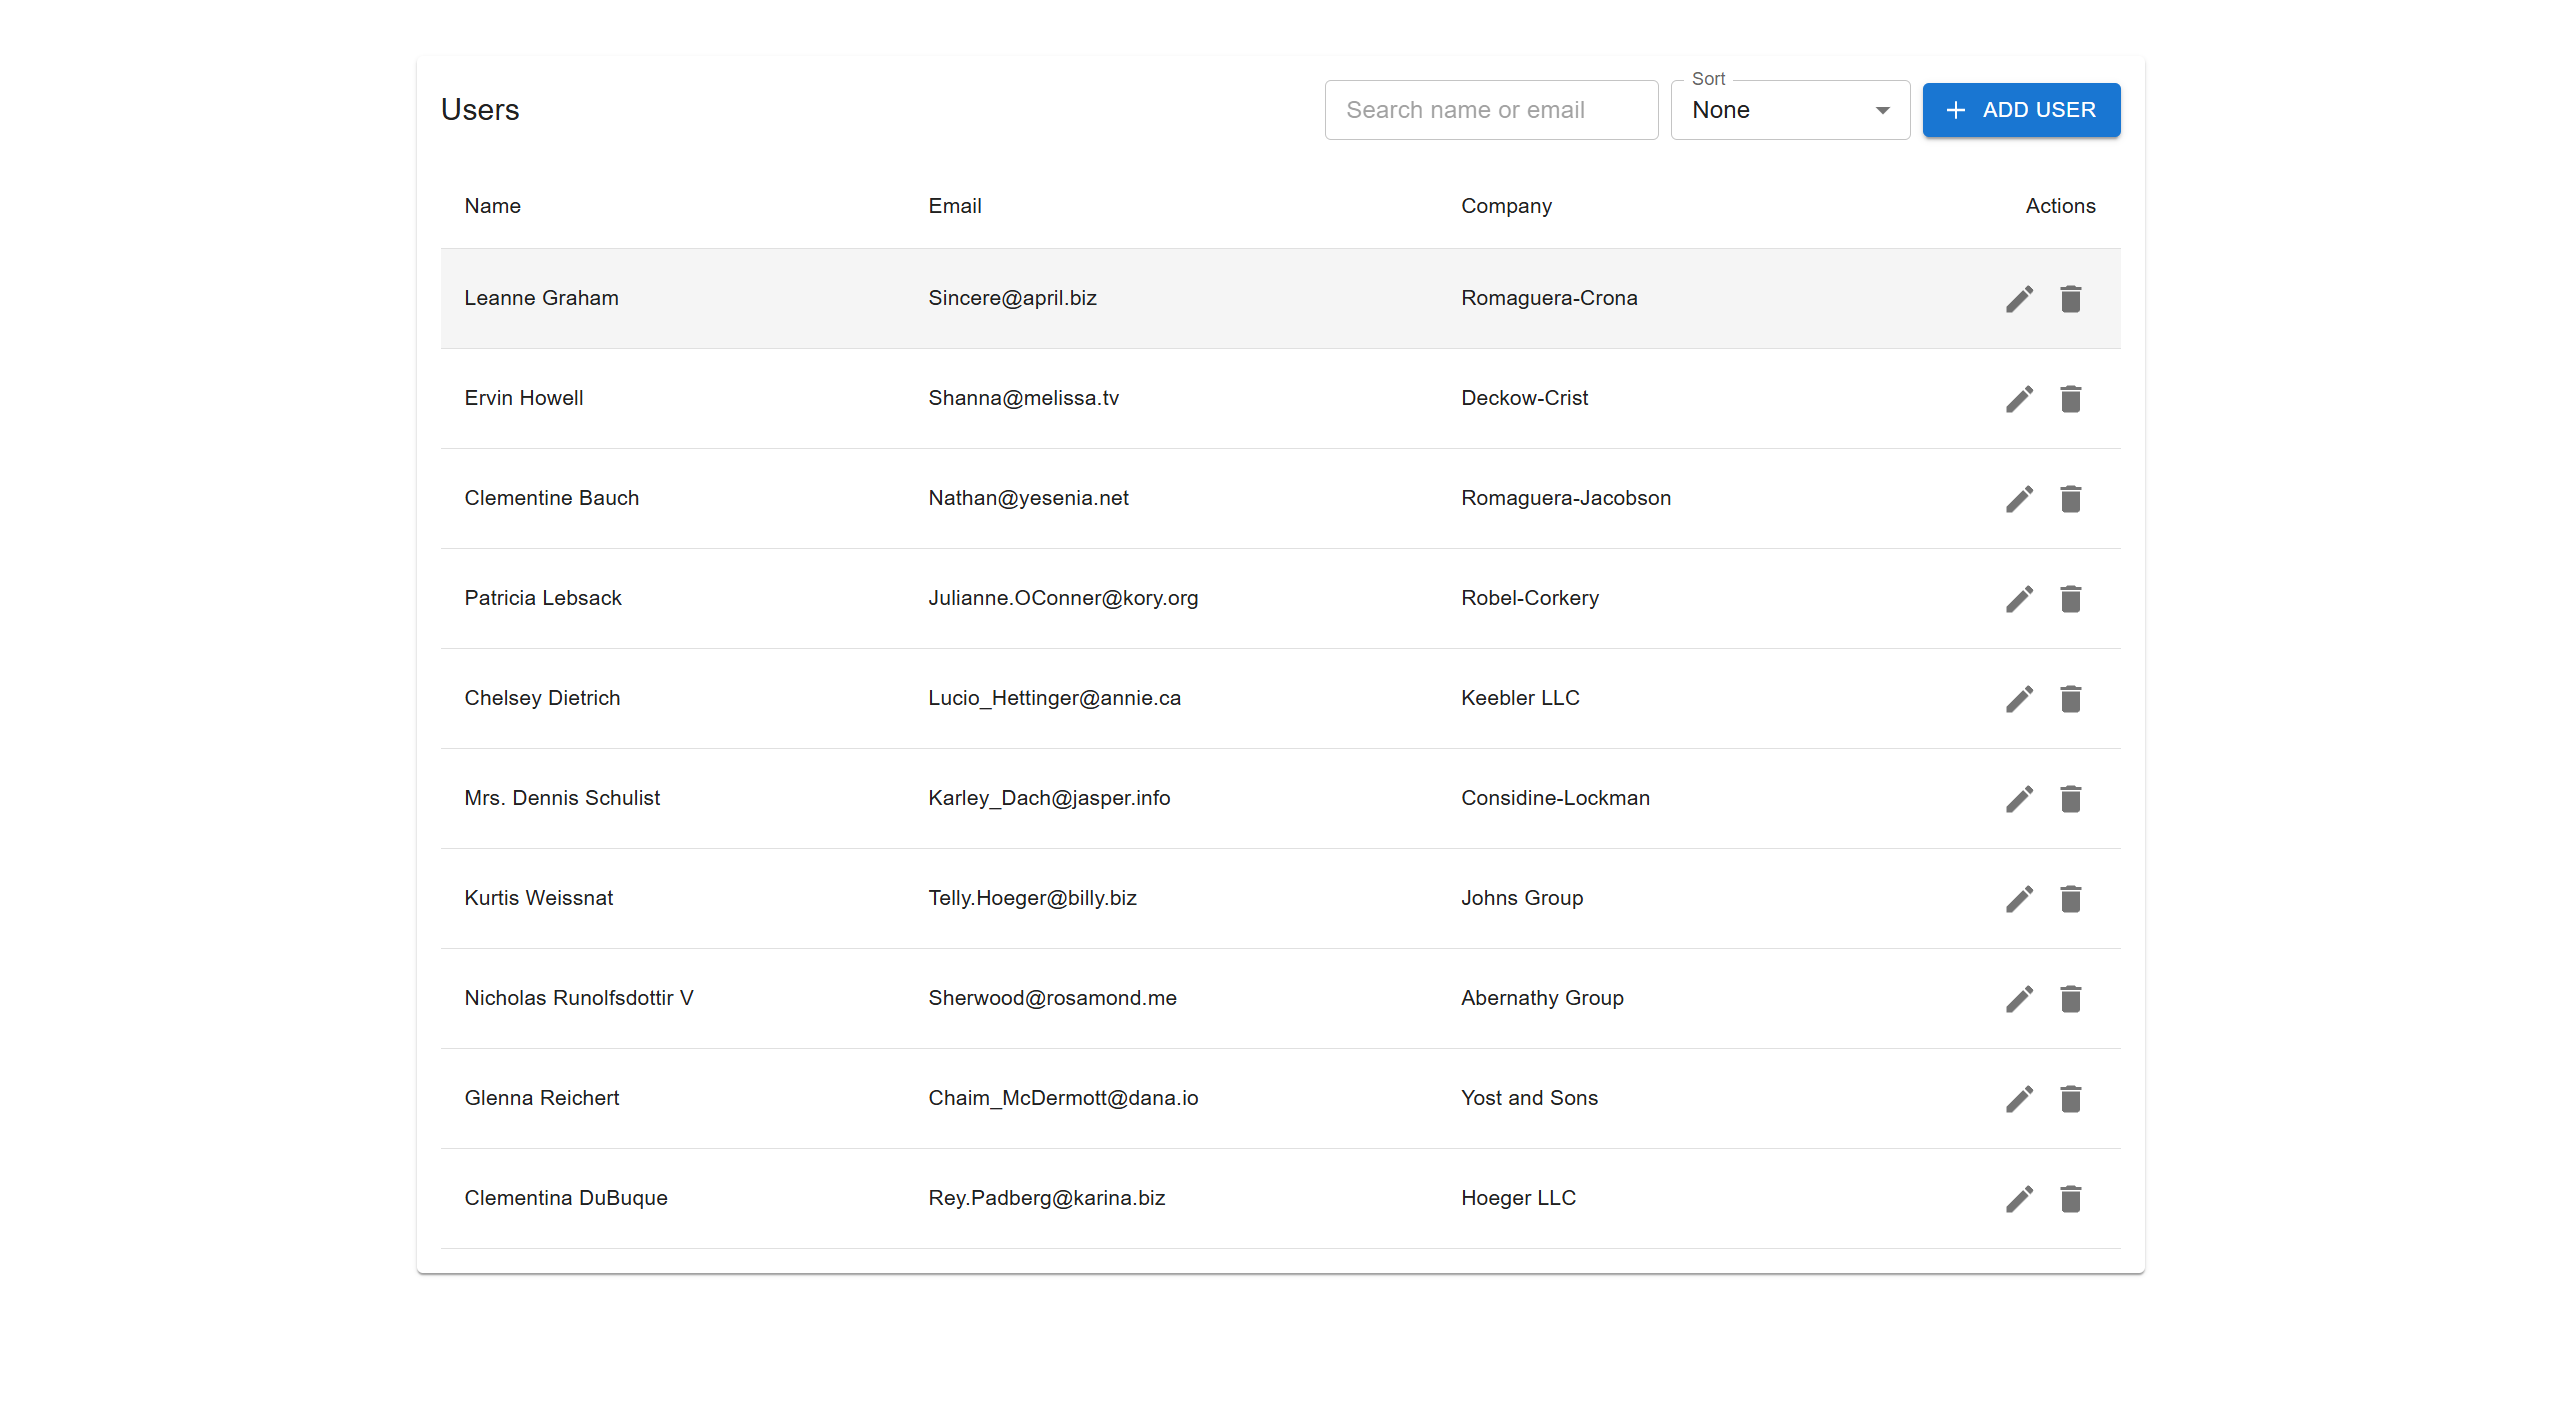 Users
Search name or email
Sort
None
ADD USER
Name Email Company Actions
Leanne Graham Sincere@april.biz Romaguera-Crona
Ervin Howell Shanna@melissa.tv Deckow-Crist
Clementine Bauch Nathan@yesenia.net Romaguera-Jacobson
Patricia Lebsack Julianne.OConner@kory.org Robel-Corkery
Chelsey Dietrich Lucio_Hettinger@annie.ca Keebler LLC
Mrs. Dennis Schulist Karley_Dach@jasper.info Considine-Lockman
Kurtis Weissnat Telly.Hoeger@billy.biz Johns Group
Nicholas Runolfsdottir V Sherwood@rosamond.me Abernathy Group
Glenna Reichert Chaim_McDermott@dana.io Yost and Sons
Clementina DuBuque Rey.Padberg@karina.biz Hoeger LLC